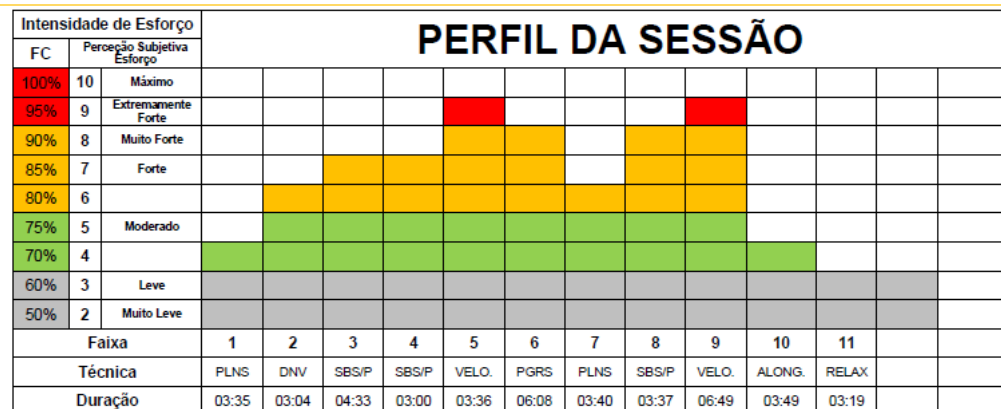 Intensidade de Esforço
PERFIL DA SESSÃO
FC
Perceção Subjetiva
Esforço
100% 10 Máximo
95% 9 Extremamente
Forte
90% 8 Muito Forte
85% 7 Forte
80% 6
75% 5 Moderado
70% 4
60% 3 Leve
50% 2 Muito Leve
Faixa 1 2 3 4 5 6 7 8 9 10 11
Técnica PLNS DNV SBS/P SBS/P VELO. PGRS PLNS SBS/P VELO. ALONG. RELAX
Duração 03:35 03:04 04:33 03:00 03:36 06:08 03:40 03:37 06:49 03:49 03:19